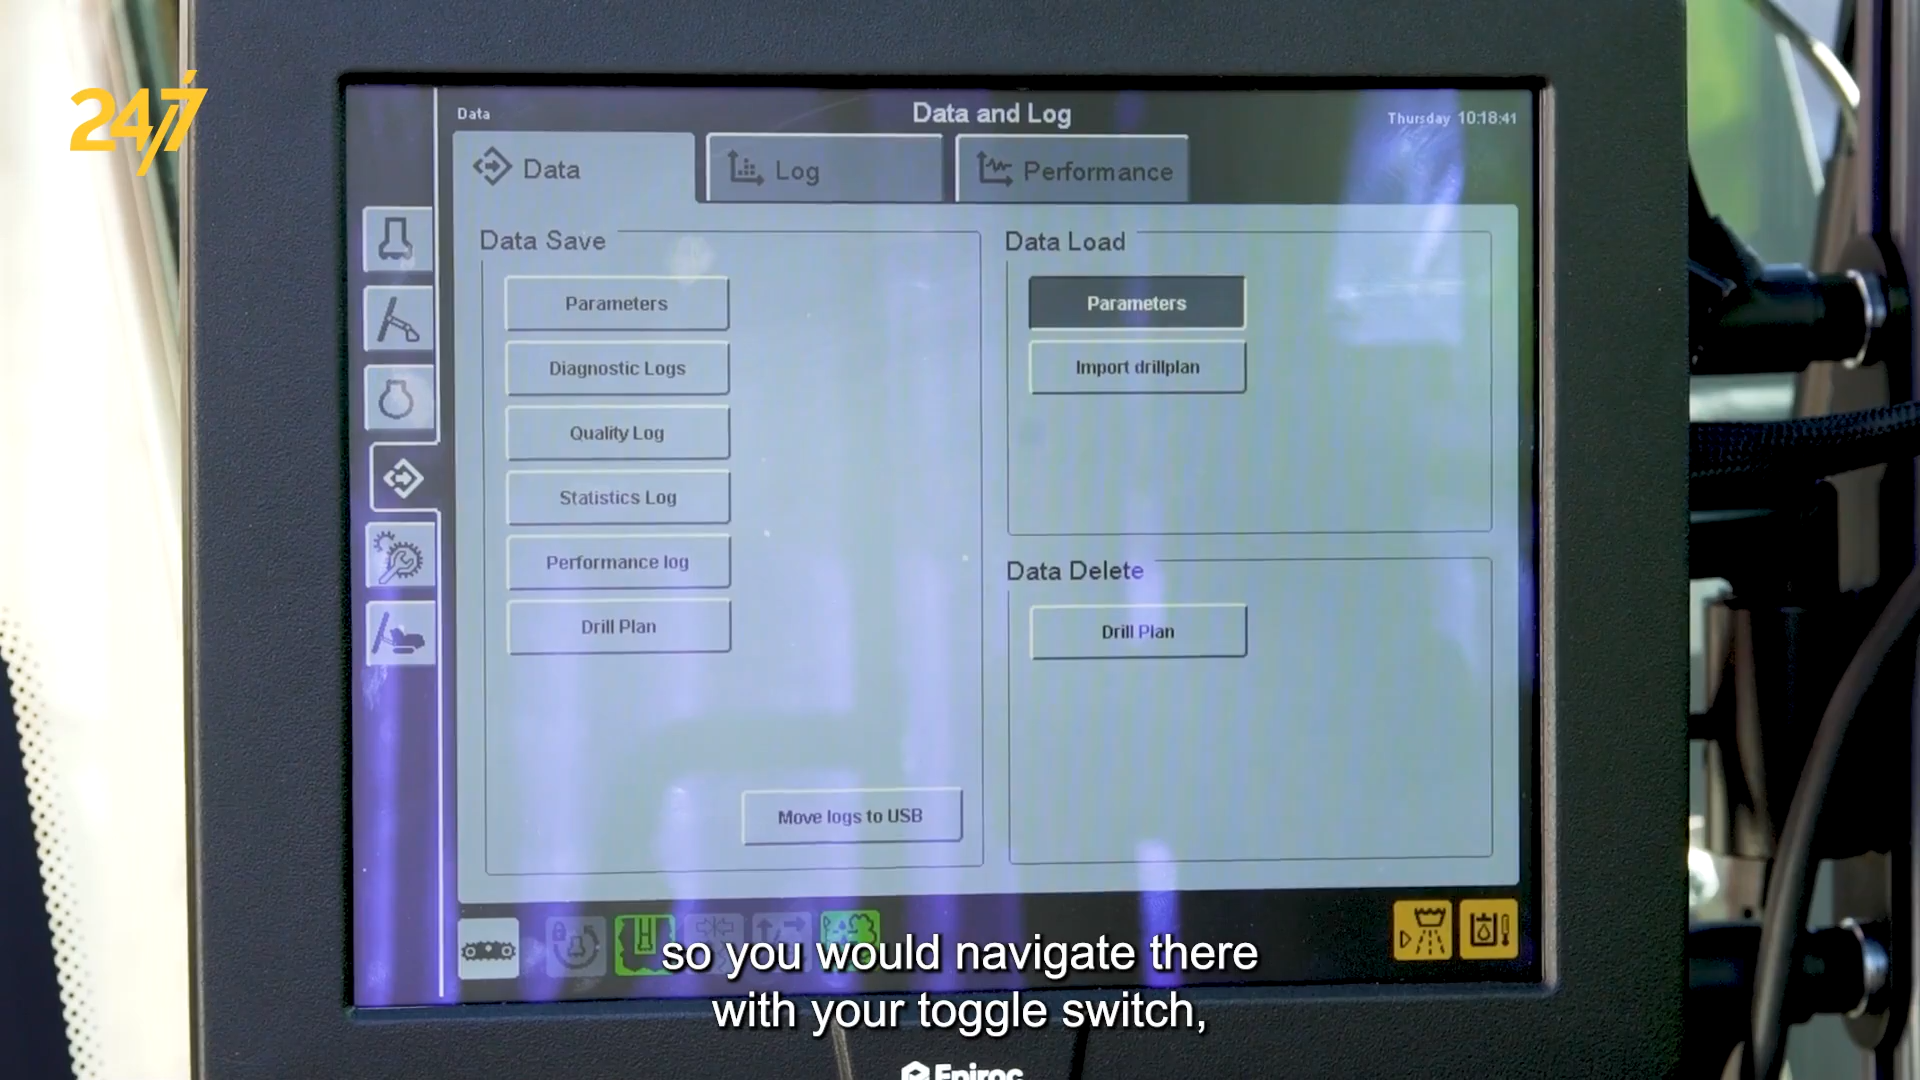 24/7
Data
Data and Log
Thursday 10:18:41
Data
Log
Performance
Data Save
Parameters
Diagnostic Logs
Quality Log
Statistics Log
Performance log
Drill Plan
Move logs to USB
Data Load
Parameters
Import drillplan
Data Delete
Drill Plan
so you would navigate there
with your toggle switch,
Epiroc